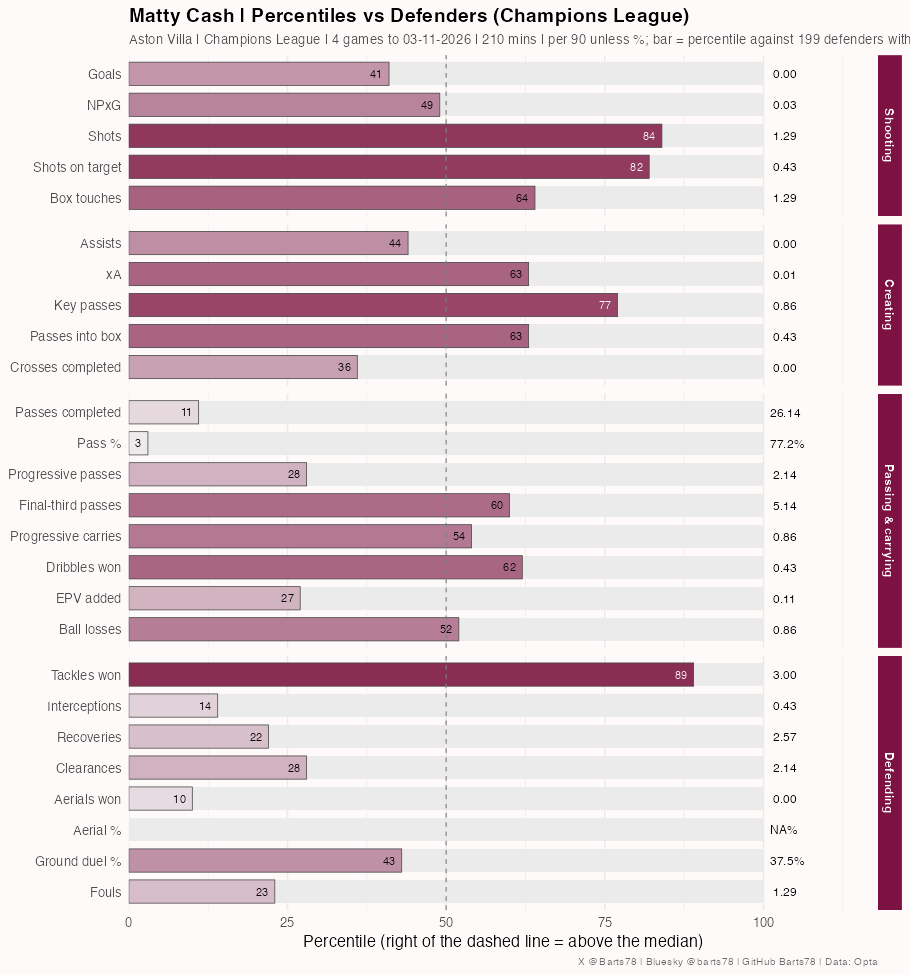 Matty Cash | Percentiles vs Defenders (Champions League)
Aston Villa | Champions League | 4 games to 03-11-2026 | 210 mins | per 90 unless %; bar = percentile against 199 defenders with
Shooting
Goals 41 0.00
NPxG 49 0.03
Shots 84 1.29
Shots on target 82 0.43
Box touches 64 1.29
Creating
Assists 44 0.00
xA 63 0.01
Key passes 77 0.86
Passes into box 63 0.43
Crosses completed 36 0.00
Passing & carrying
Passes completed 11 26.14
Pass % 3 77.2%
Progressive passes 28 2.14
Final-third passes 60 5.14
Progressive carries 54 0.86
Dribbles won 62 0.43
EPV added 27 0.11
Ball losses 52 0.86
Defending
Tackles won 89 3.00
Interceptions 14 0.43
Recoveries 22 2.57
Clearances 28 2.14
Aerials won 10 0.00
Aerial % NA%
Ground duel % 43 37.5%
Fouls 23 1.29
0 25 50 75 100
Percentile (right of the dashed line = above the median)
X @Barts78 | Bluesky @barts78 | GitHub Barts78 | Data: Opta